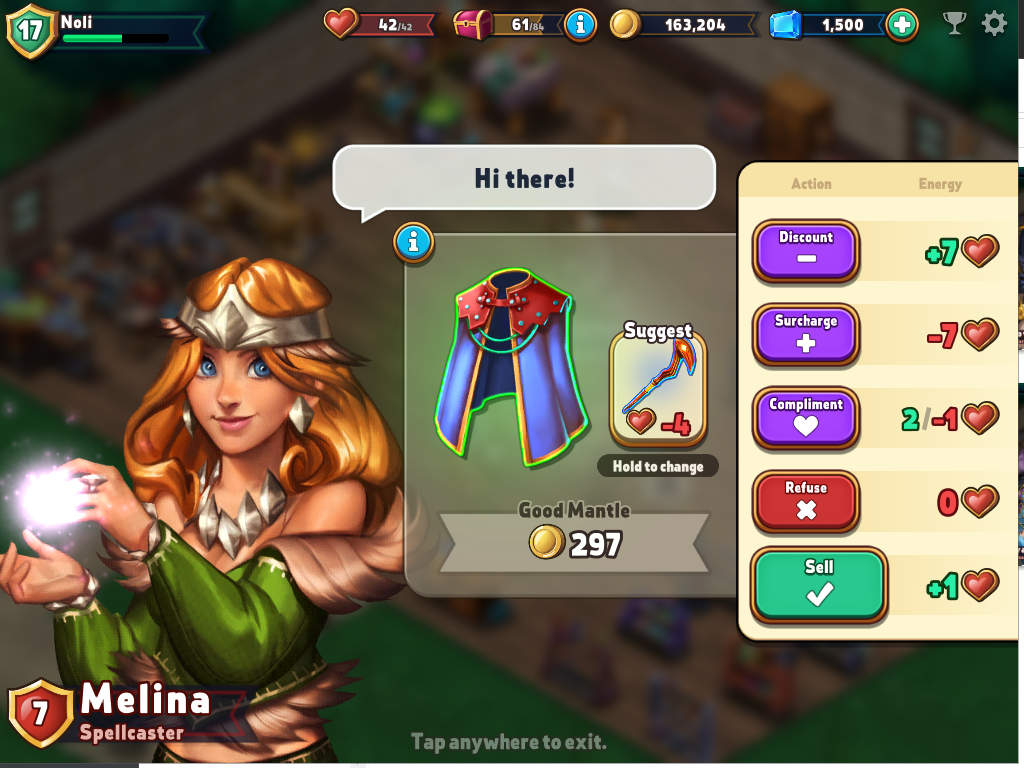 17
Noli
42/42
61/84
i
163,204
1,500
Hi there!
i
Action
Energy
Discount
+7
Surcharge
-7
Compliment
2/-1
Refuse
0
Sell
+1
Suggest
-4
Hold to change
Good Mantle
297
7
Melina
Spellcaster
Tap anywhere to exit.